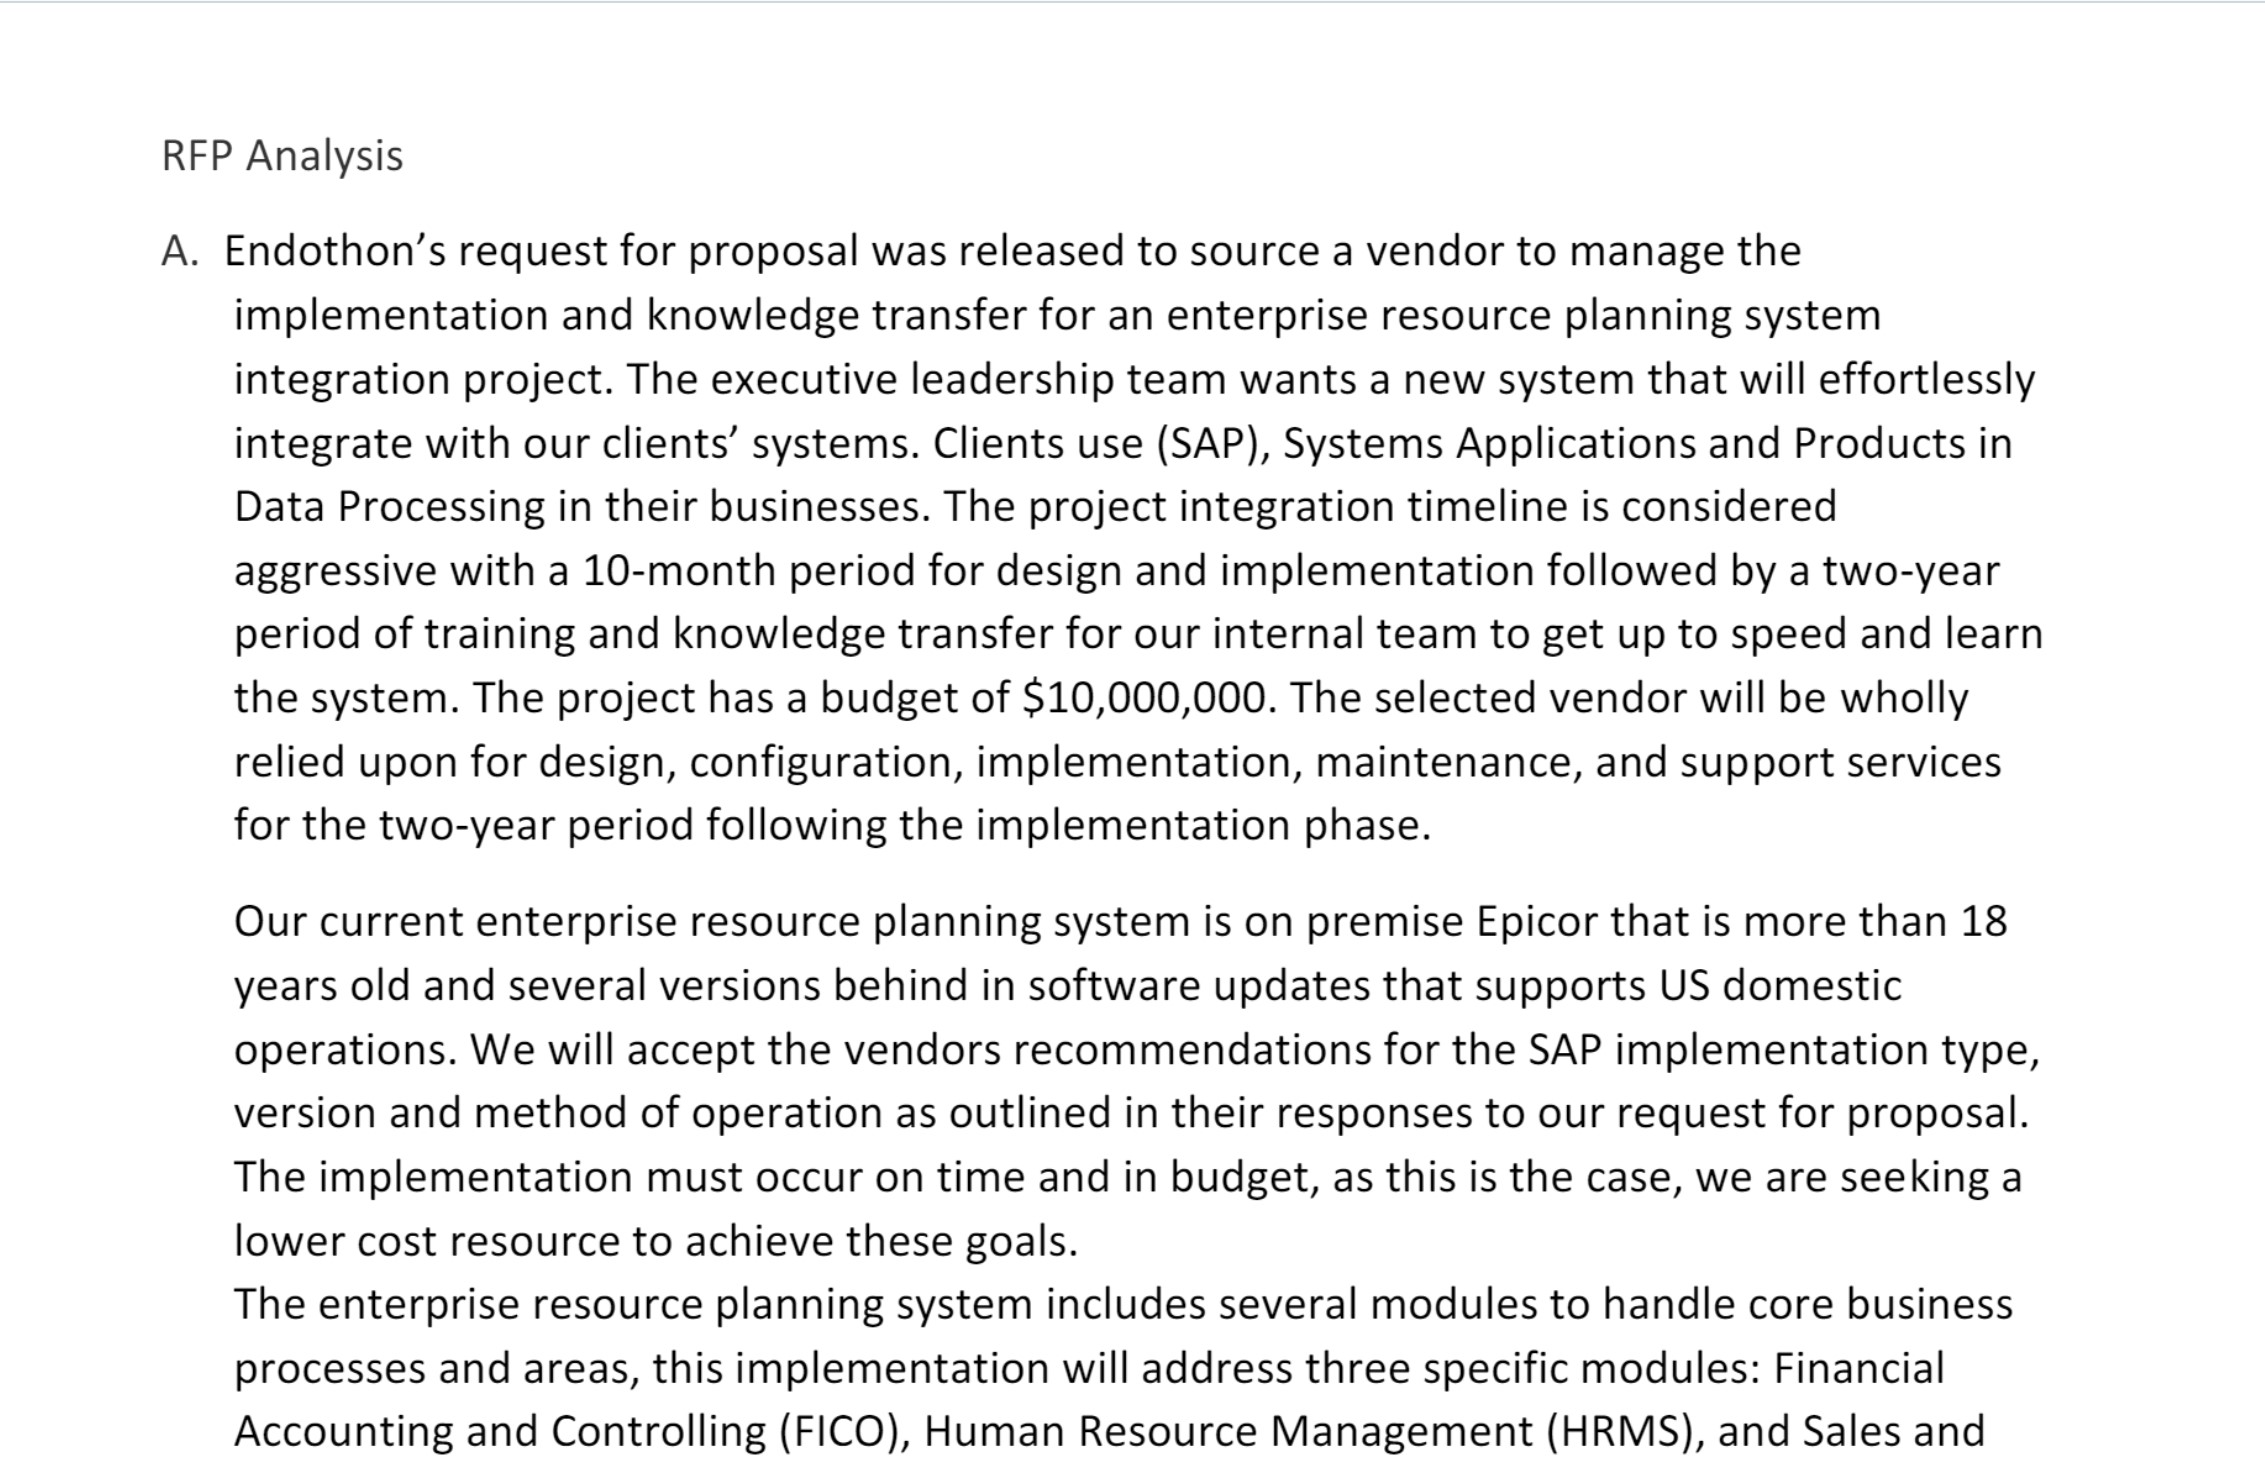 RFP Analysis
A. Endothon’s request for proposal was released to source a vendor to manage the
implementation and knowledge transfer for an enterprise resource planning system
integration project. The executive leadership team wants a new system that will effortlessly
integrate with our clients’ systems. Clients use (SAP), Systems Applications and Products in
Data Processing in their businesses. The project integration timeline is considered
aggressive with a 10-month period for design and implementation followed by a two-year
period of training and knowledge transfer for our internal team to get up to speed and learn
the system. The project has a budget of $10,000,000. The selected vendor will be wholly
relied upon for design, configuration, implementation, maintenance, and support services
for the two-year period following the implementation phase.
Our current enterprise resource planning system is on premise Epicor that is more than 18
years old and several versions behind in software updates that supports US domestic
operations. We will accept the vendors recommendations for the SAP implementation type,
version and method of operation as outlined in their responses to our request for proposal.
The implementation must occur on time and in budget, as this is the case, we are seeking a
lower cost resource to achieve these goals.
The enterprise resource planning system includes several modules to handle core business
processes and areas, this implementation will address three specific modules: Financial
Accounting and Controlling (FICO), Human Resource Management (HRMS), and Sales and